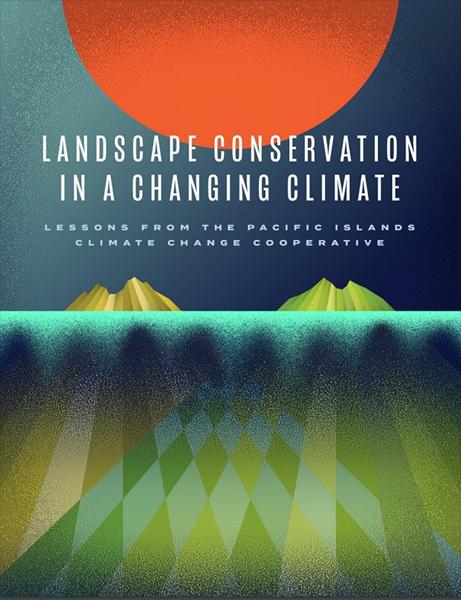 LANDSCAPE CONSERVATION
IN A CHANGING CLIMATE
LESSONS FROM THE PACIFIC ISLANDS
CLIMATE CHANGE COOPERATIVE